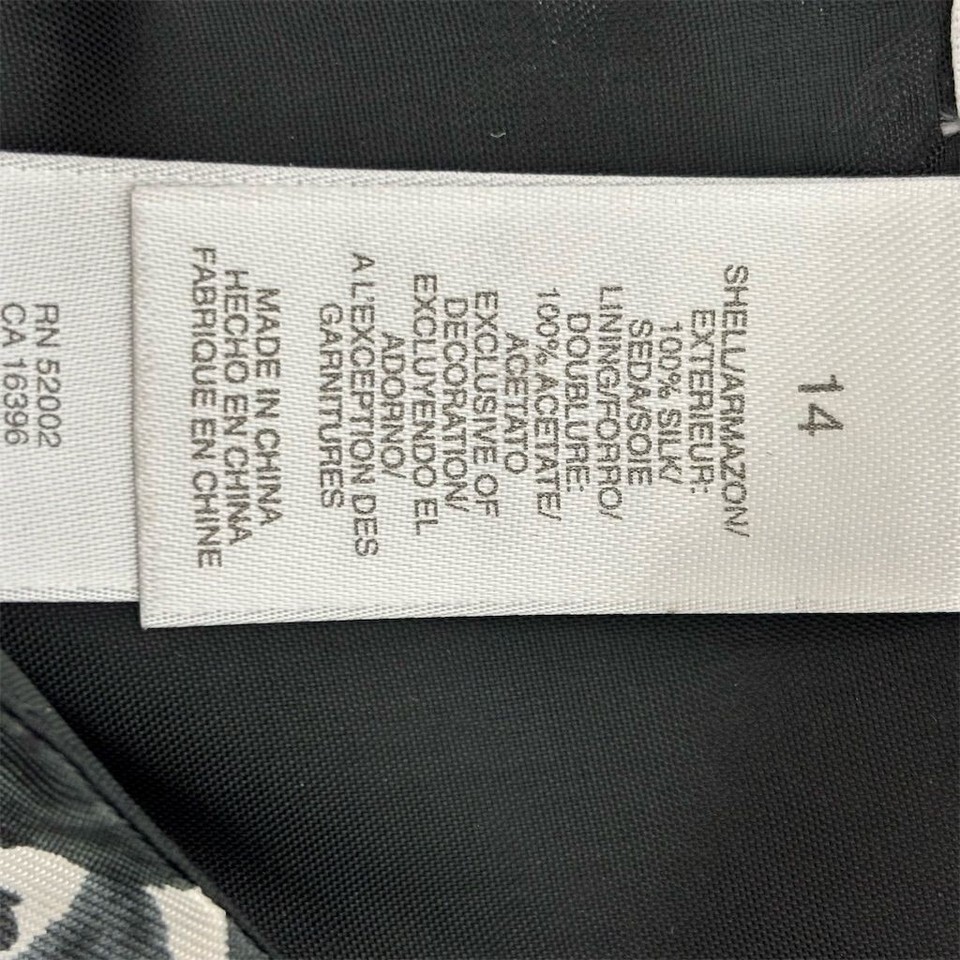 14
SHELL/ARMAZON/
EXTERIEUR:
100% SILK/
SEDA/SOIE
LINING/FORRO/
DOUBLURE:
100% ACETATE/
ACETATO
EXCLUSIVE OF
DECORATION/
EXCLUYENDO EL
ADORNO/
A L'EXCEPTION DES
GARNITURES
MADE IN CHINA
HECHO EN CHINA
FABRIQUE EN CHINE
RN 52002
CA 16396